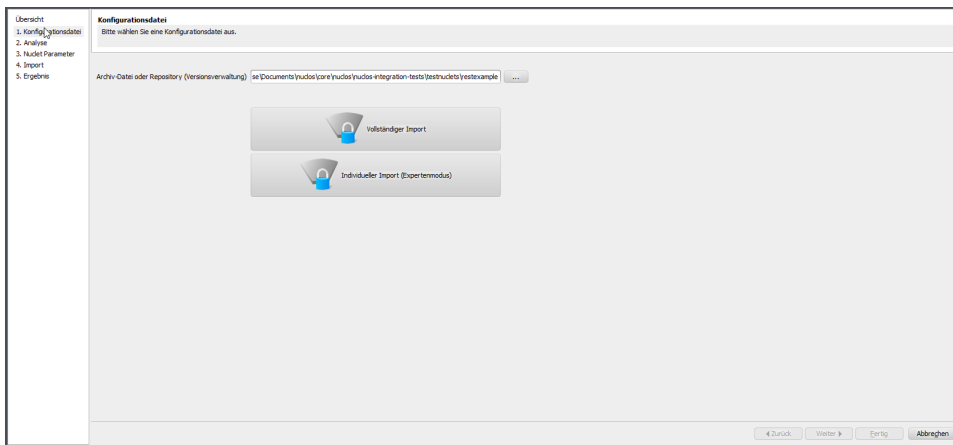 Übersicht
1. Konfigurationsdatei
2. Analyse
3. Nuclet Parameter
4. Import
5. Ergebnis
Konfigurationsdatei
Bitte wählen Sie eine Konfigurationsdatei aus.
Archiv-Datei oder Repository (Versionsverwaltung) se\Documents\nuclos\core\nuclos\nuclos-integration-tests\testnuclets\restexample ...
Vollständiger Import
Individueller Import (Expertenmodus)
Zurück Weiter Fertig Abbrechen